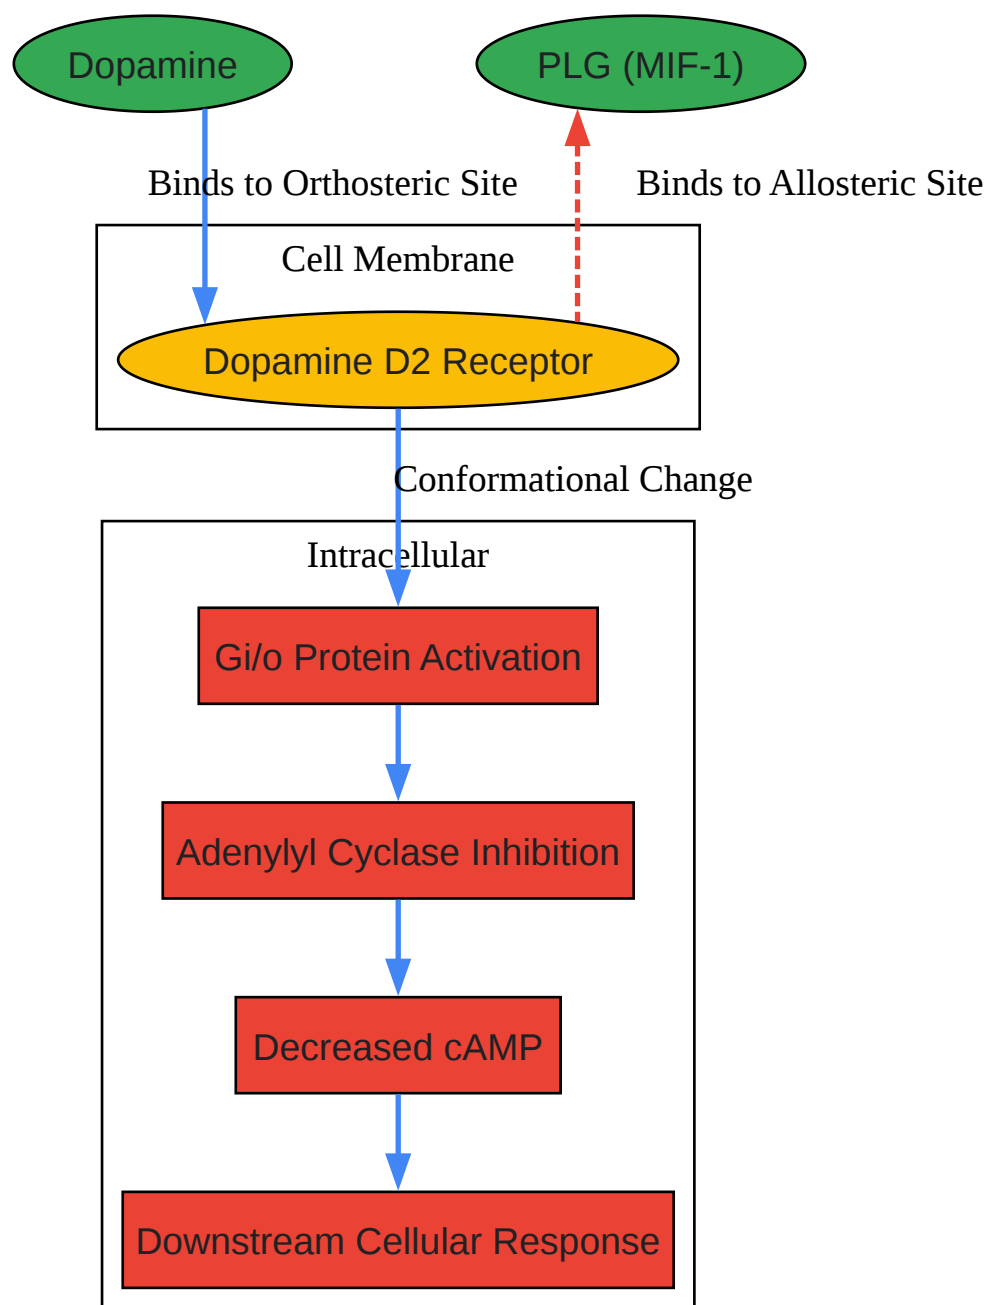 Dopamine
PLG (MIF-1)
Binds to Orthosteric Site
Binds to Allosteric Site
Cell Membrane
Dopamine D2 Receptor
Conformational Change
Intracellular
Gi/o Protein Activation
Adenylyl Cyclase Inhibition
Decreased cAMP
Downstream Cellular Response